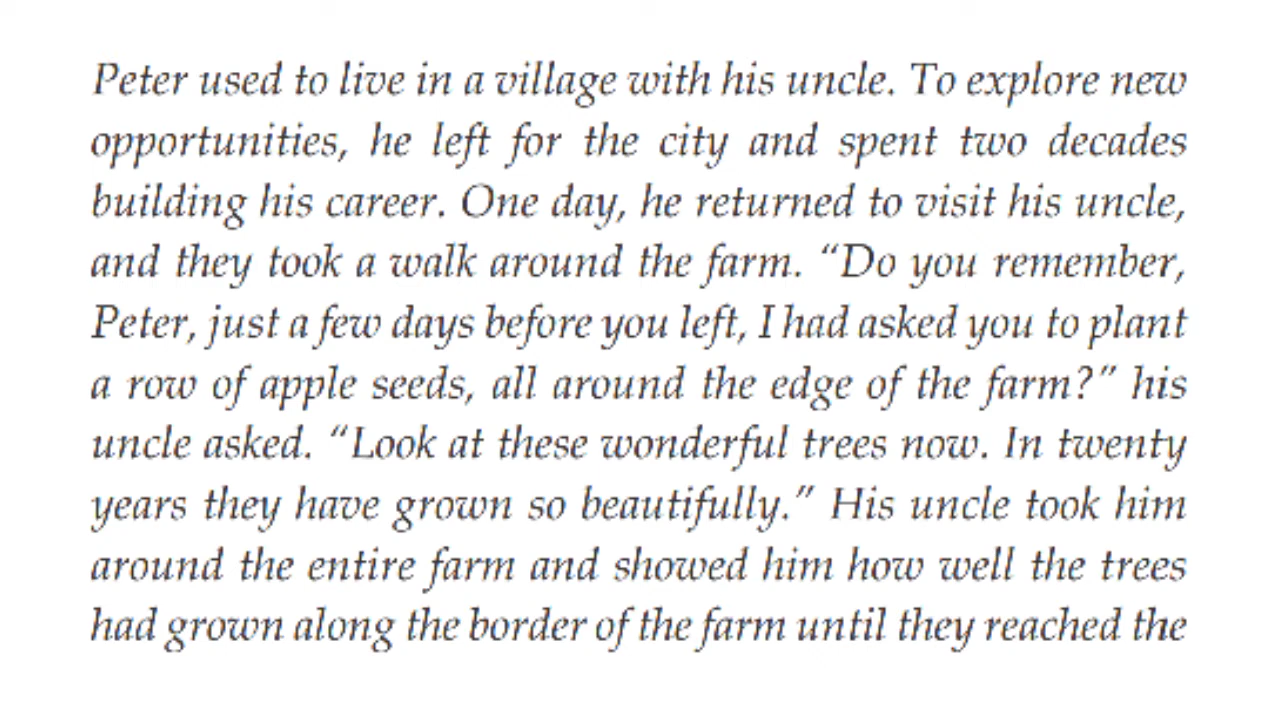 Peter used to live in a village with his uncle. To explore new
opportunities, he left for the city and spent two decades
building his career. One day, he returned to visit his uncle,
and they took a walk around the farm. “Do you remember,
Peter, just a few days before you left, I had asked you to plant
a row of apple seeds, all around the edge of the farm?” his
uncle asked. “Look at these wonderful trees now. In twenty
years they have grown so beautifully.” His uncle took him
around the entire farm and showed him how well the trees
had grown along the border of the farm until they reached the